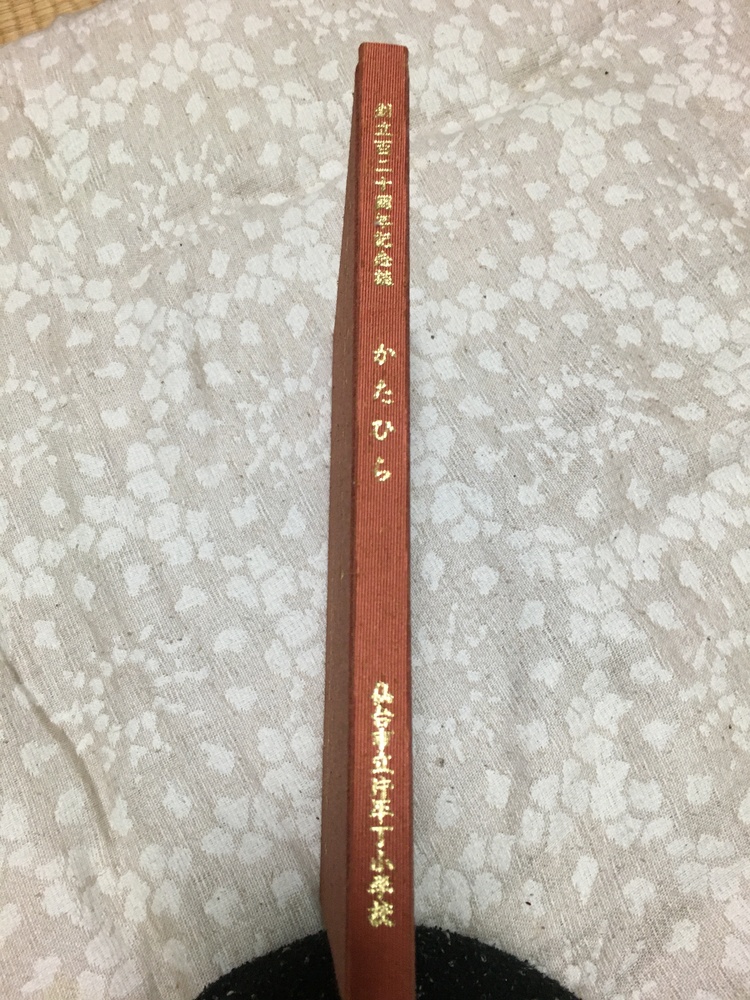 創立百二十周年記念誌
かたひら
仙台市立片平丁小学校